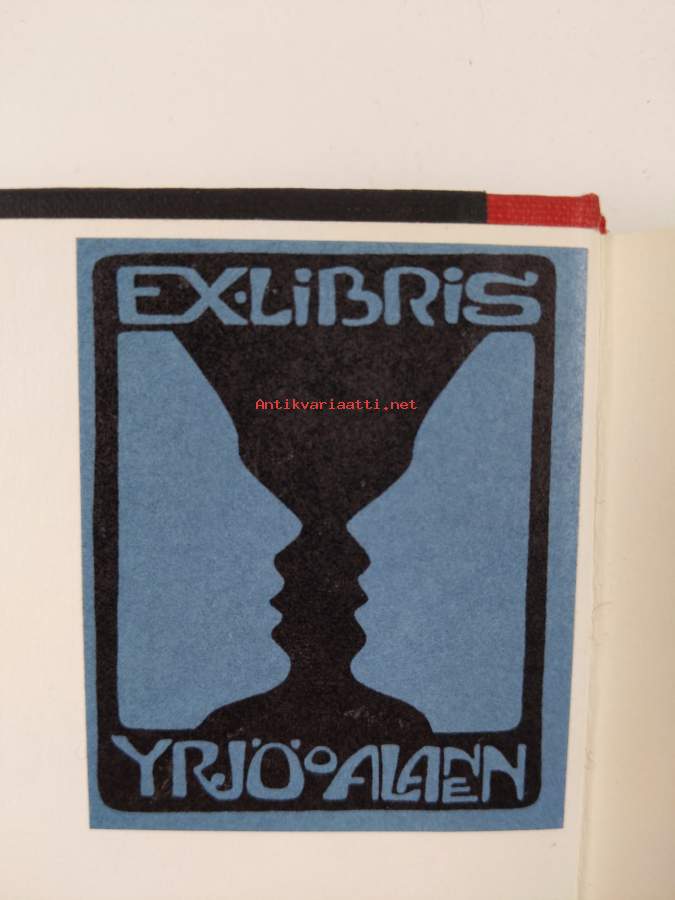 EX·LiBRiS
Antikvariaatti.net
YRJÖ o ALANEN